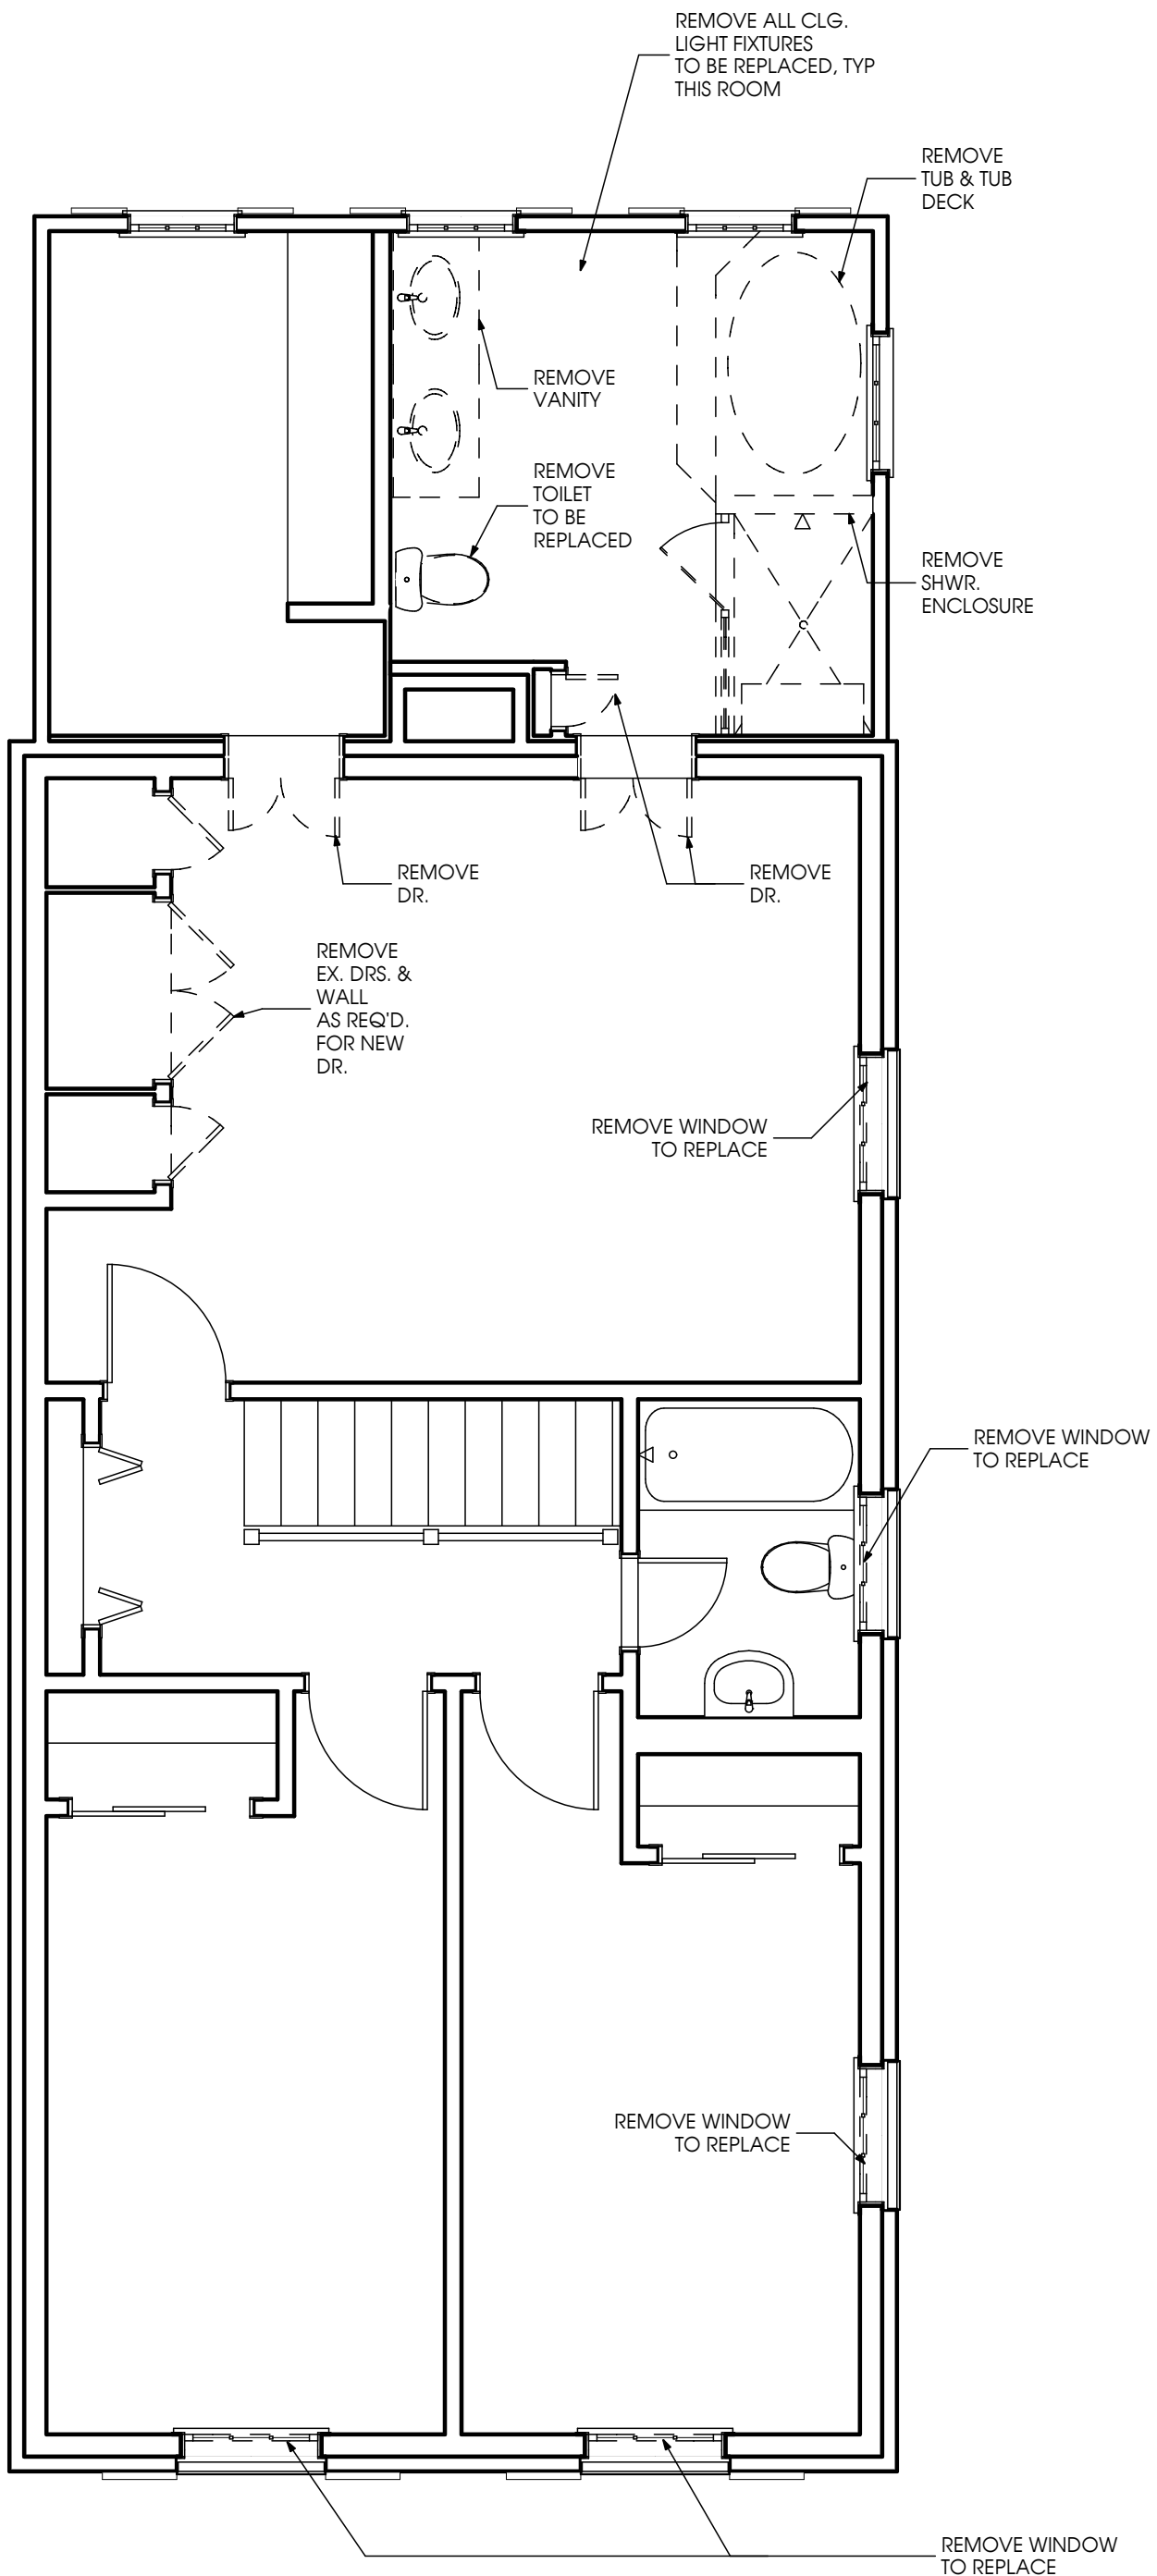 REMOVE ALL CLG.
LIGHT FIXTURES
TO BE REPLACED, TYP
THIS ROOM
REMOVE
TUB & TUB
DECK
REMOVE
VANITY
REMOVE
TOILET
TO BE
REPLACED
REMOVE
SHWR.
ENCLOSURE
REMOVE
DR.
REMOVE
DR.
REMOVE
EX. DRS. &
WALL
AS REQ'D.
FOR NEW
DR.
REMOVE WINDOW
TO REPLACE
REMOVE WINDOW
TO REPLACE
REMOVE WINDOW
TO REPLACE
REMOVE WINDOW
TO REPLACE